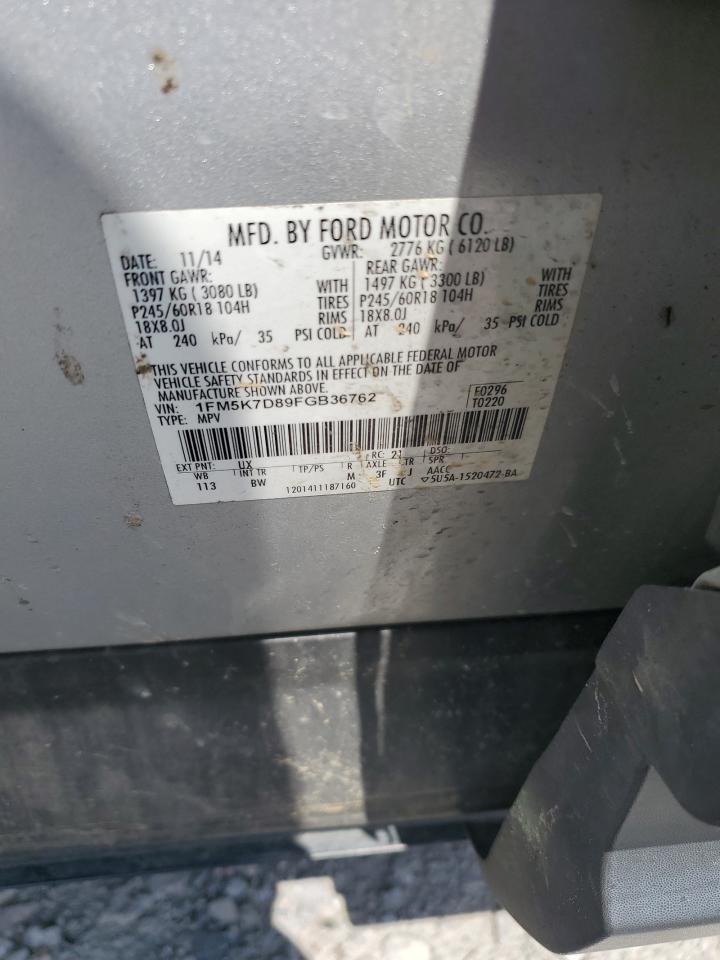 MFD. BY FORD MOTOR CO.
DATE: 11/14 GVWR: 2776 KG ( 6120 LB)
FRONT GAWR: REAR GAWR:
1397 KG ( 3080 LB) WITH 1497 KG ( 3300 LB) WITH
P245/60R18 104H TIRES P245/60R18 104H TIRES
18X8.0J RIMS 18X8.0J RIMS
AT 240 kPa/ 35 PSI COLD AT 240 kPa/ 35 PSI COLD
THIS VEHICLE CONFORMS TO ALL APPLICABLE FEDERAL MOTOR
VEHICLE SAFETY STANDARDS IN EFFECT ON THE DATE OF
MANUFACTURE SHOWN ABOVE.
VIN: 1FM5K7D89FGB36762 F0296
TYPE: MPV T0220
EXT PNT: UX RC: 21 DSO:
WB INT TR TP/PS R AXLE TR SPR AACC
113 BW M 3F J
1201411187160 UTC ▽5U5A-1520472-BA